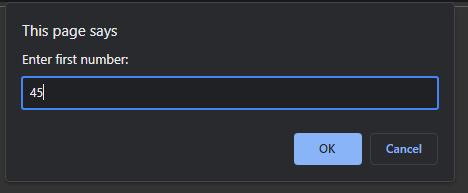 This page says
Enter first number:
45
OK
Cancel